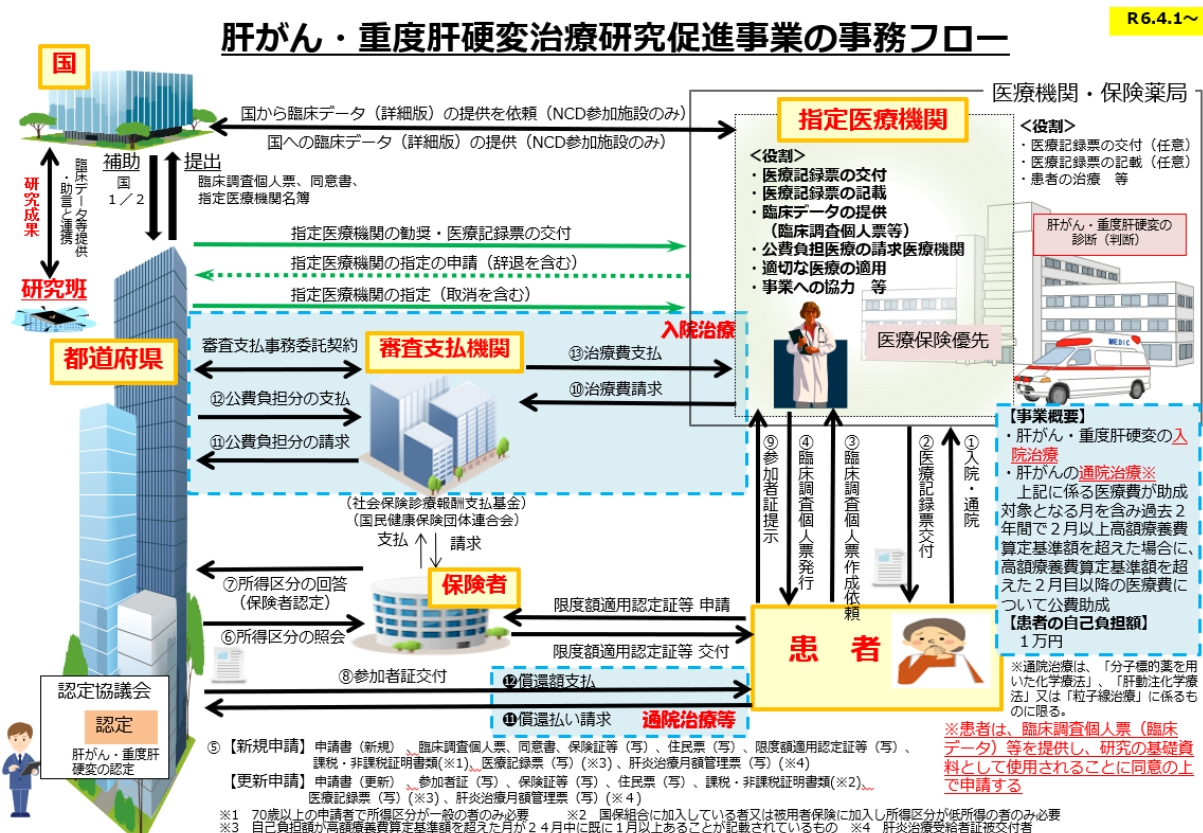 R6.4.1～
肝がん・重度肝硬変治療研究促進事業の事務フロー
国
国から臨床データ（詳細版）の提供を依頼（NCD参加施設のみ）
国への臨床データ（詳細版）の提供（NCD参加施設のみ）
医療機関・保険薬局
＜役割＞
・医療記録票の交付（任意）
・医療記録票の記載（任意）
・患者の治療　等
指定医療機関
＜役割＞
・医療記録票の交付
・医療記録票の記載
・臨床データの提供
（臨床調査個人票等）
・公費負担医療の請求医療機関
・適切な医療の適用
・事業への協力　等
肝がん・重度肝硬変の
診断（判断）
医療保険優先
MEDIC
研究成果
臨床データ等提供
・助言と連携
補助
国
1／2
提出
臨床調査個人票、同意書、
指定医療機関名簿
研究班
指定医療機関の勧奨・医療記録票の交付
指定医療機関の指定の申請（辞退を含む）
指定医療機関の指定（取消を含む）
都道府県
入院治療
審査支払事務委託契約
審査支払機関
⑬治療費支払
⑩治療費請求
⑫公費負担分の支払
⑪公費負担分の請求
（社会保険診療報酬支払基金）
（国民健康保険団体連合会）
支払
請求
⑨参加者証提示
④臨床調査個人票発行
③臨床調査個人票作成依頼
②医療記録票交付
①入院・通院
【事業概要】
・肝がん・重度肝硬変の入
院治療
・肝がんの通院治療※
　上記に係る医療費が助成
対象となる月を含み過去２
年間で２月以上高額療養費
算定基準額を超えた場合に、
高額療養費算定基準額を超
えた２月目以降の医療費に
ついて公費助成
【患者の自己負担額】
　１万円
※通院治療は、「分子標的薬を用
いた化学療法」、「肝動注化学療
法」又は「粒子線治療」に係るも
のに限る。
⑦所得区分の回答
（保険者認定）
⑥所得区分の照会
保険者
限度額適用認定証等 申請
限度額適用認定証等 交付
患　者
⑧参加者証交付
⓬償還額支払
⓫償還払い請求
通院治療等
認定協議会
認定
肝がん・重度肝
硬変の認定
※患者は、臨床調査個人票（臨床
データ）等を提供し、研究の基礎資
料として使用されることに同意の上
で申請する
⑤【新規申請】申請書（新規）、臨床調査個人票、同意書、保険証等（写）、住民票（写）、限度額適用認定証等（写）、
課税・非課税証明書類(※1)、医療記録票（写）(※３)、肝炎治療月額管理票（写）(※4)
【更新申請】申請書（更新）、参加者証（写）、保険証等（写）、住民票（写）、課税・非課税証明書類(※2)、
医療記録票（写）(※３)、肝炎治療月額管理票（写）(※４)
※1　70歳以上の申請者で所得区分が一般の者のみ必要　　※2　国保組合に加入している者又は被用者保険に加入し所得区分が低所得の者のみ必要
※3　自己負担額が高額療養費算定基準額を超えた月が２４月中に既に１月以上あることが記載されているもの　※4　肝炎治療受給者証被交付者